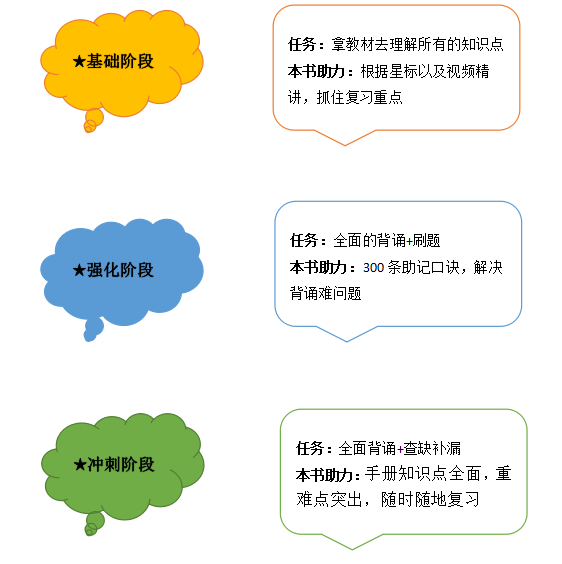 ★基础阶段
任务：拿教材去理解所有的知识点
本书助力：根据星标以及视频精
讲，抓住复习重点
★强化阶段
任务：全面的背诵+刷题
本书助力：300 条助记口诀，解决
背诵难问题
★冲刺阶段
任务：全面背诵+查缺补漏
本书助力：手册知识点全面，重
难点突出，随时随地复习